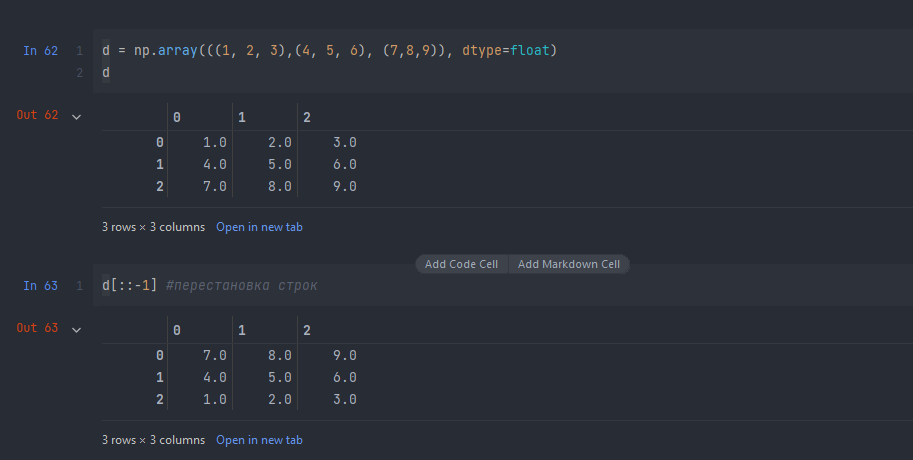 In 62 1 d = np.array(((1, 2, 3),(4, 5, 6), (7,8,9)), dtype=float)
2 d
Out 62
0 1 2
0 1.0 2.0 3.0
1 4.0 5.0 6.0
2 7.0 8.0 9.0
3 rows × 3 columns Open in new tab
Add Code Cell Add Markdown Cell
In 63 1 d[::-1] #перестановка строк
Out 63
0 1 2
0 7.0 8.0 9.0
1 4.0 5.0 6.0
2 1.0 2.0 3.0
3 rows × 3 columns Open in new tab